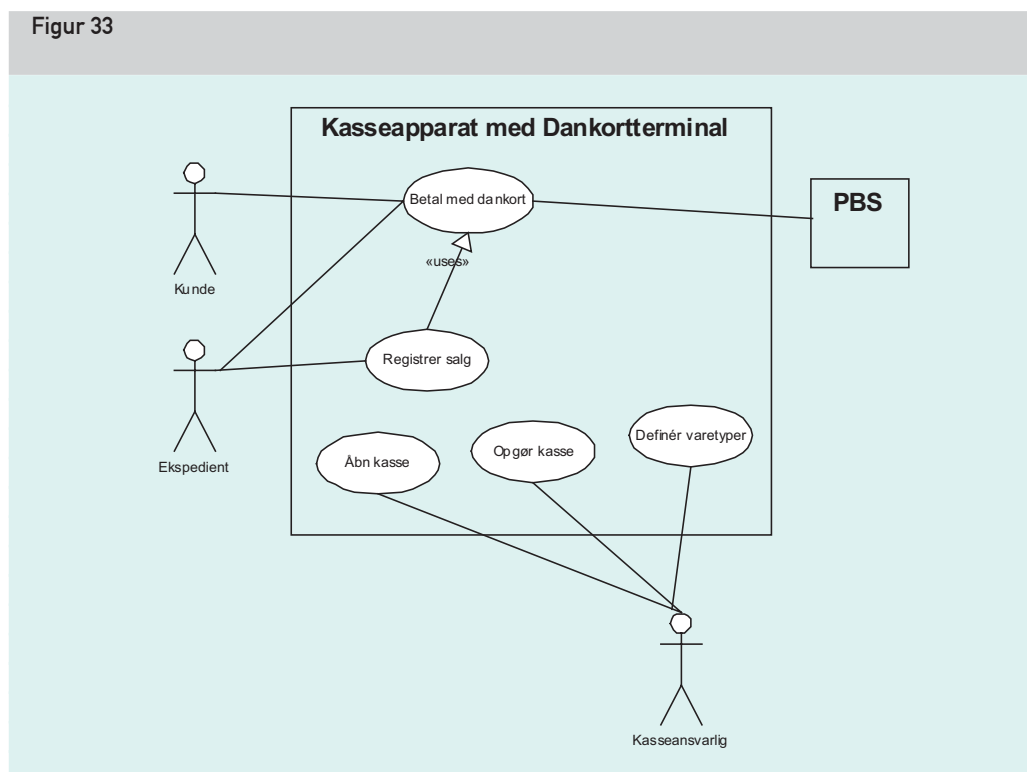 Figur 33
Kasseapparat med Dankortterminal
Betal med dankort
PBS
«uses»
Kunde
Registrer salg
Ekspedient
Åbn kasse
Opgør kasse
Definér varetyper
Kasseansvarlig